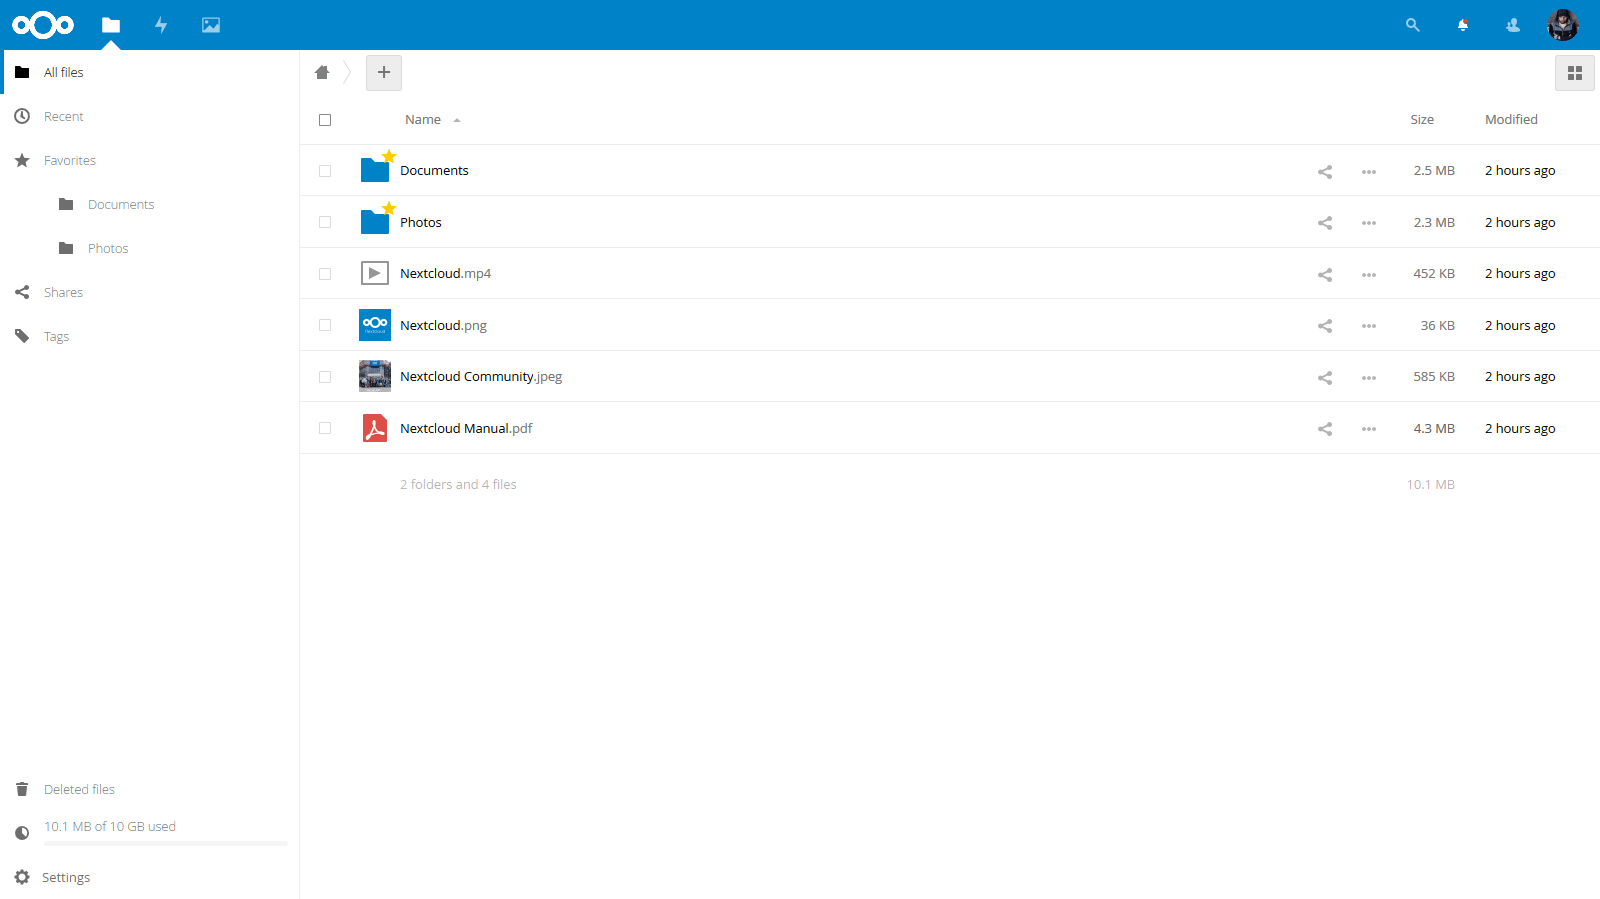 All files
Recent
Favorites
Documents
Photos
Shares
Tags
Deleted files
10.1 MB of 10 GB used
Settings
Name Size Modified
Documents 2.5 MB 2 hours ago
Photos 2.3 MB 2 hours ago
Nextcloud.mp4 452 KB 2 hours ago
Nextcloud.png 36 KB 2 hours ago
Nextcloud Community.jpeg 585 KB 2 hours ago
Nextcloud Manual.pdf 4.3 MB 2 hours ago
2 folders and 4 files 10.1 MB